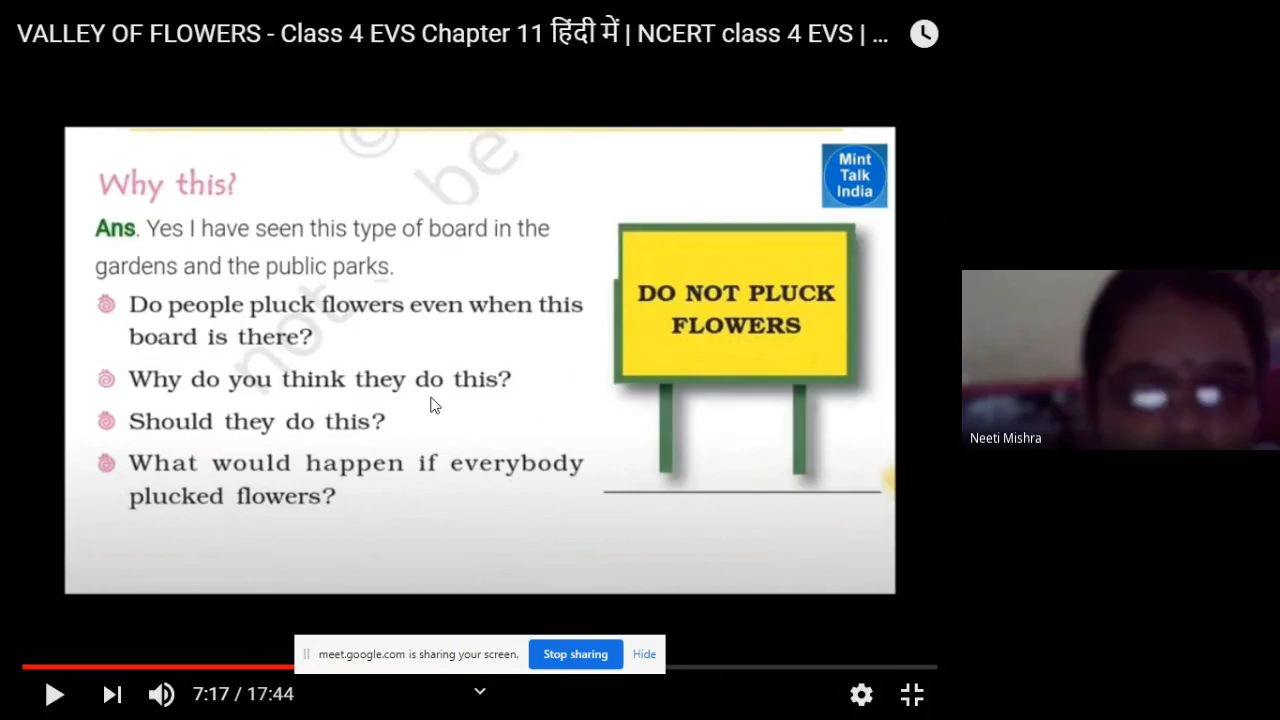 VALLEY OF FLOWERS - Class 4 EVS Chapter 11 हिंदी में | NCERT class 4 EVS | ...
© be
not
Why this?
Mint
Talk
India
Ans. Yes I have seen this type of board in the
gardens and the public parks.
Do people pluck flowers even when this
board is there?
Why do you think they do this?
Should they do this?
What would happen if everybody
plucked flowers?
DO NOT PLUCK
FLOWERS
Neeti Mishra
meet.google.com is sharing your screen. Stop sharing Hide
7:17 / 17:44